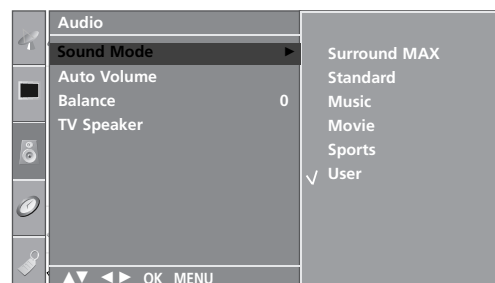 Audio
Sound Mode
Auto Volume
Balance 0
TV Speaker
Surround MAX
Standard
Music
Movie
Sports
User
OK MENU